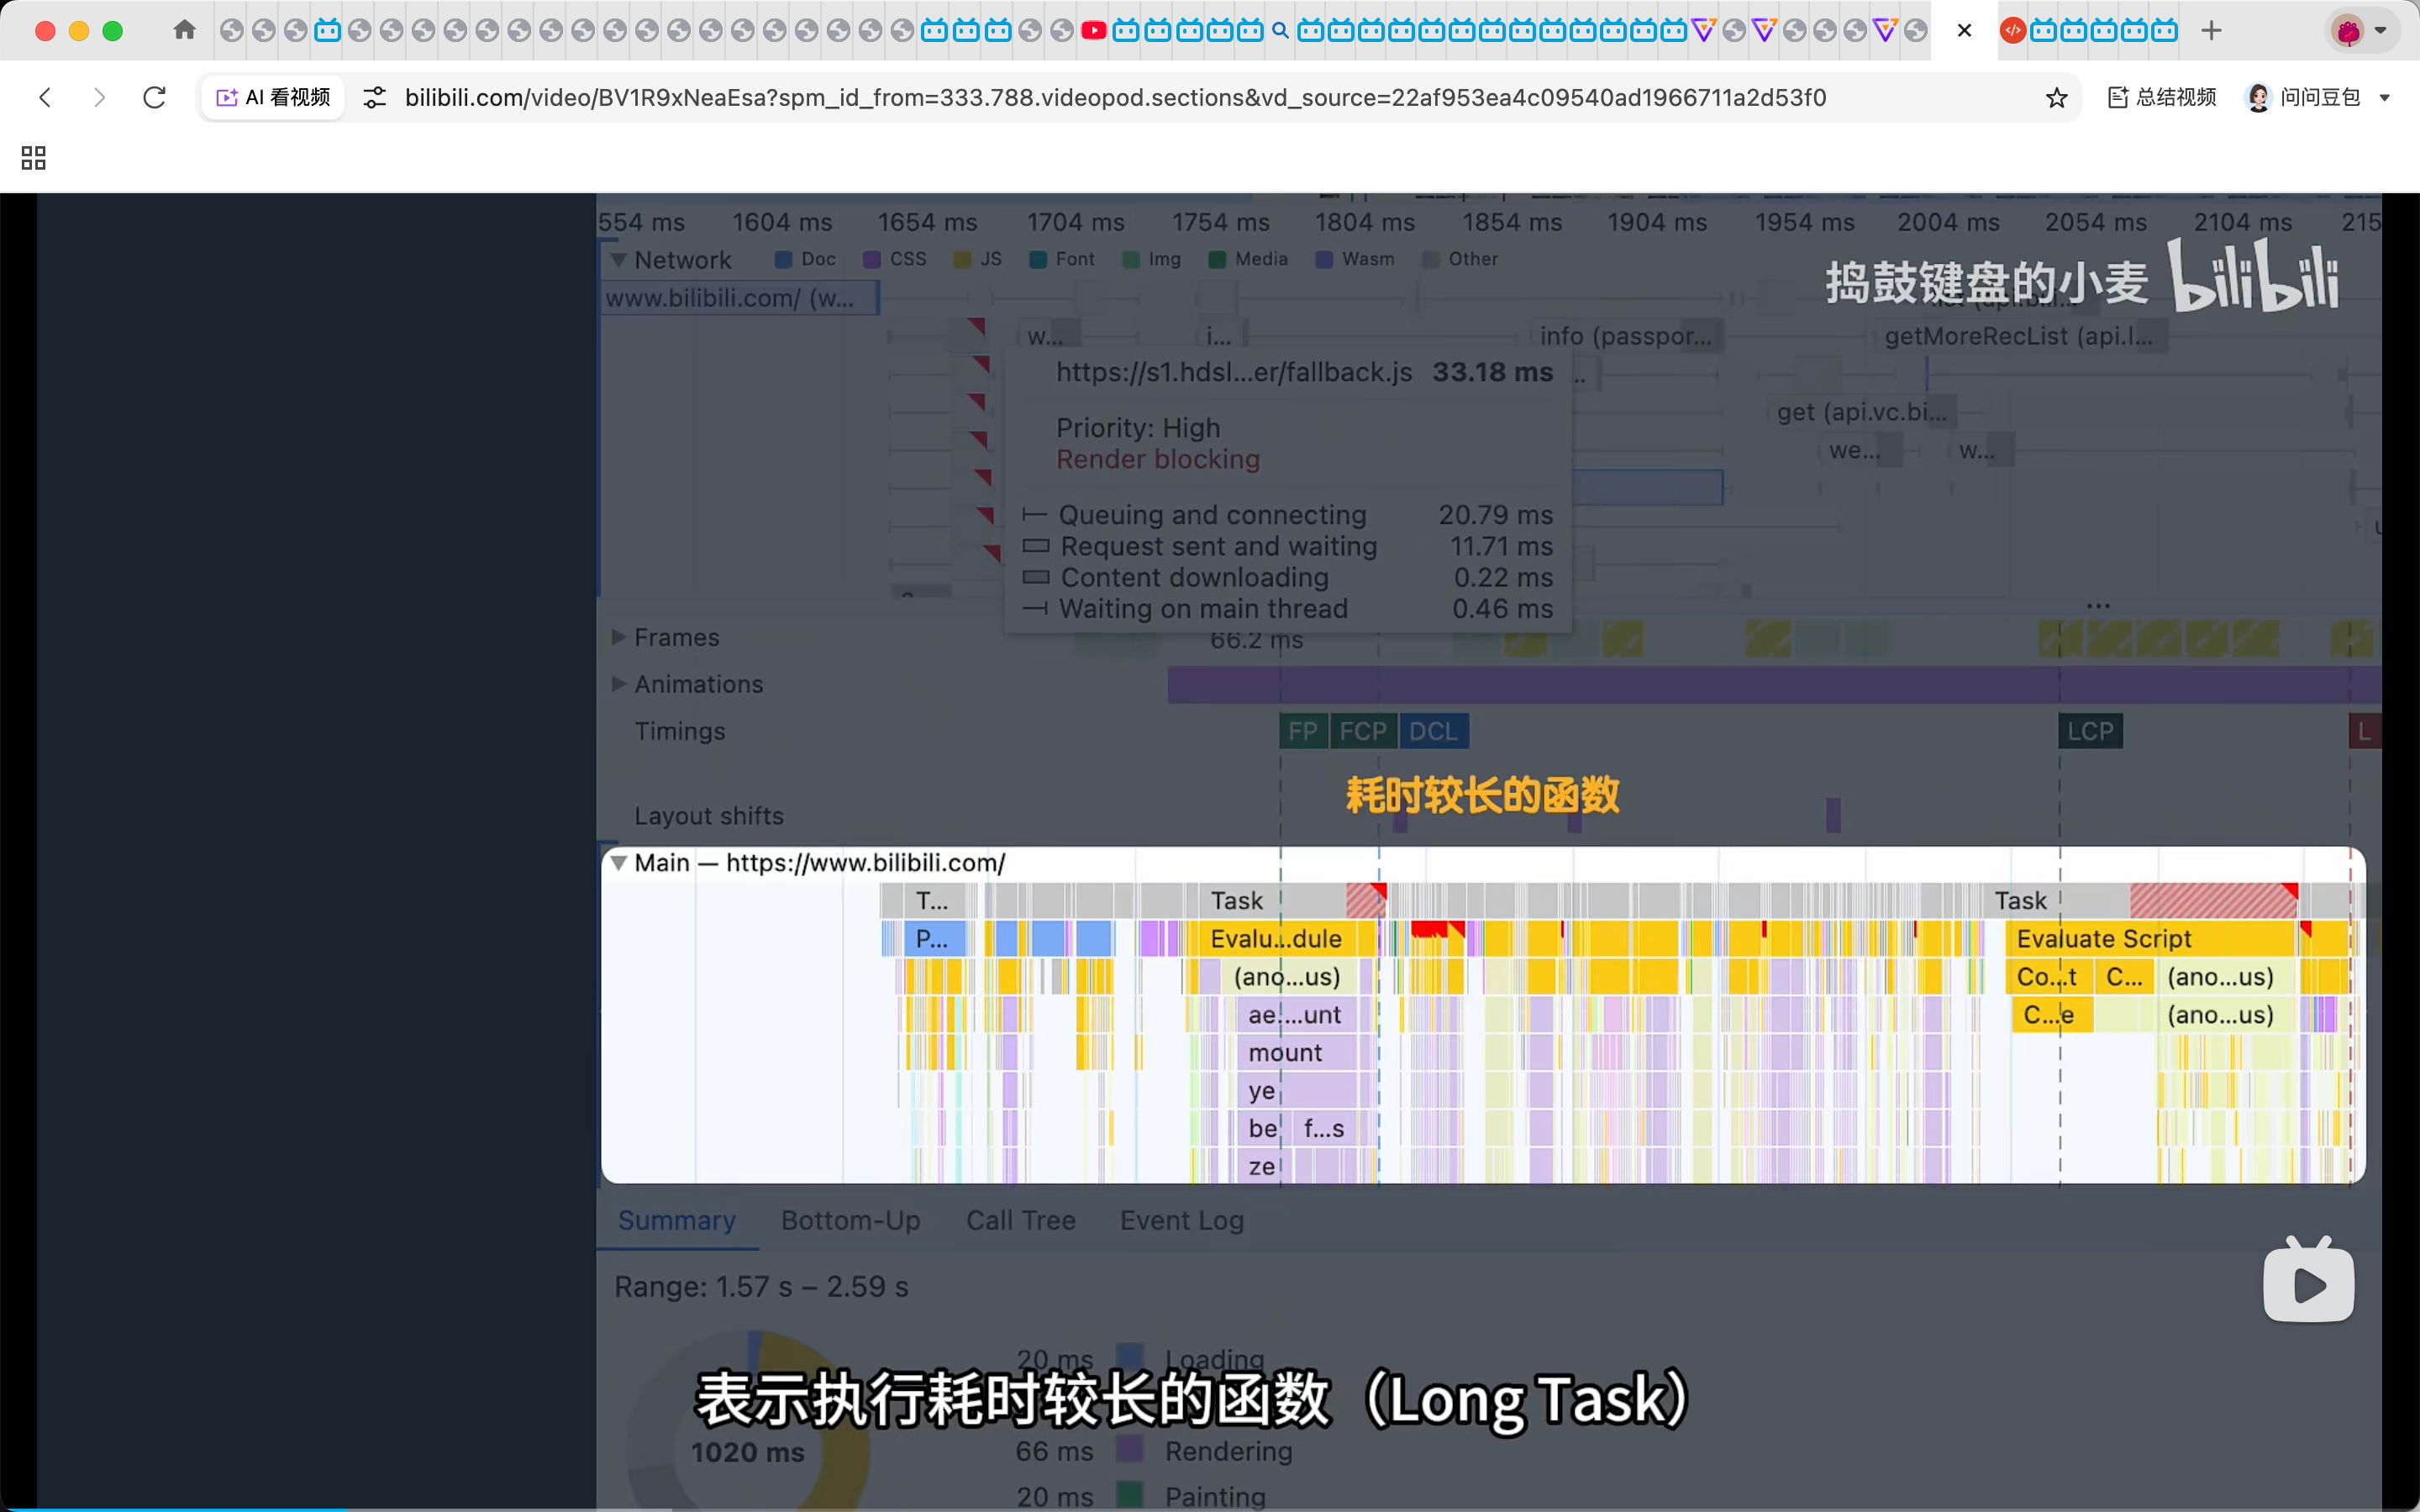 AI 看视频
bilibili.com/video/BV1R9xNeaEsa?spm_id_from=333.788.videopod.sections&vd_source=22af953ea4c09540ad1966711a2d53f0
总结视频
问问豆包
554 ms 1604 ms 1654 ms 1704 ms 1754 ms 1804 ms 1854 ms 1904 ms 1954 ms 2004 ms 2054 ms 2104 ms 215
Network Doc CSS JS Font Img Media Wasm Other
捣鼓键盘的小麦 bilibili
www.bilibili.com/ (w...
w... i... info (passpor... getMoreRecList (api.l...
https://s1.hdsl...er/fallback.js 33.18 ms
get (api.vc.bi...
Priority: High
we... w...
Render blocking
Queuing and connecting 20.79 ms
Request sent and waiting 11.71 ms
Content downloading 0.22 ms
Waiting on main thread 0.46 ms
Frames 66.2 ms
Animations
Timings FP FCP DCL LCP L
耗时较长的函数
Layout shifts
Main — https://www.bilibili.com/
T... Task Task
P... Evalu...dule Evaluate Script
(ano...us) Co...t C... (ano...us)
ae....unt C...e (ano...us)
mount
ye
be f...s
ze
Summary Bottom-Up Call Tree Event Log
Range: 1.57 s – 2.59 s
20 ms Loading
表示执行耗时较长的函数（Long Task）
1020 ms
66 ms Rendering
20 ms Painting